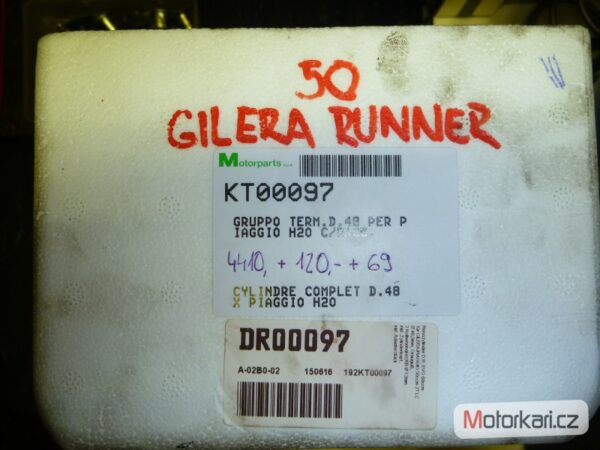 50
GILERA RUNNER
Motorparts
KT00097
GRUPPO TERM.D.48 PER P
IAGGIO H2O
4410,- + 120,- + 69
CYLINDRE COMPLET D.48
X PIAGGIO H2O
DR00097
A-02B0-02 150616 192KT00097
Motorkari.cz